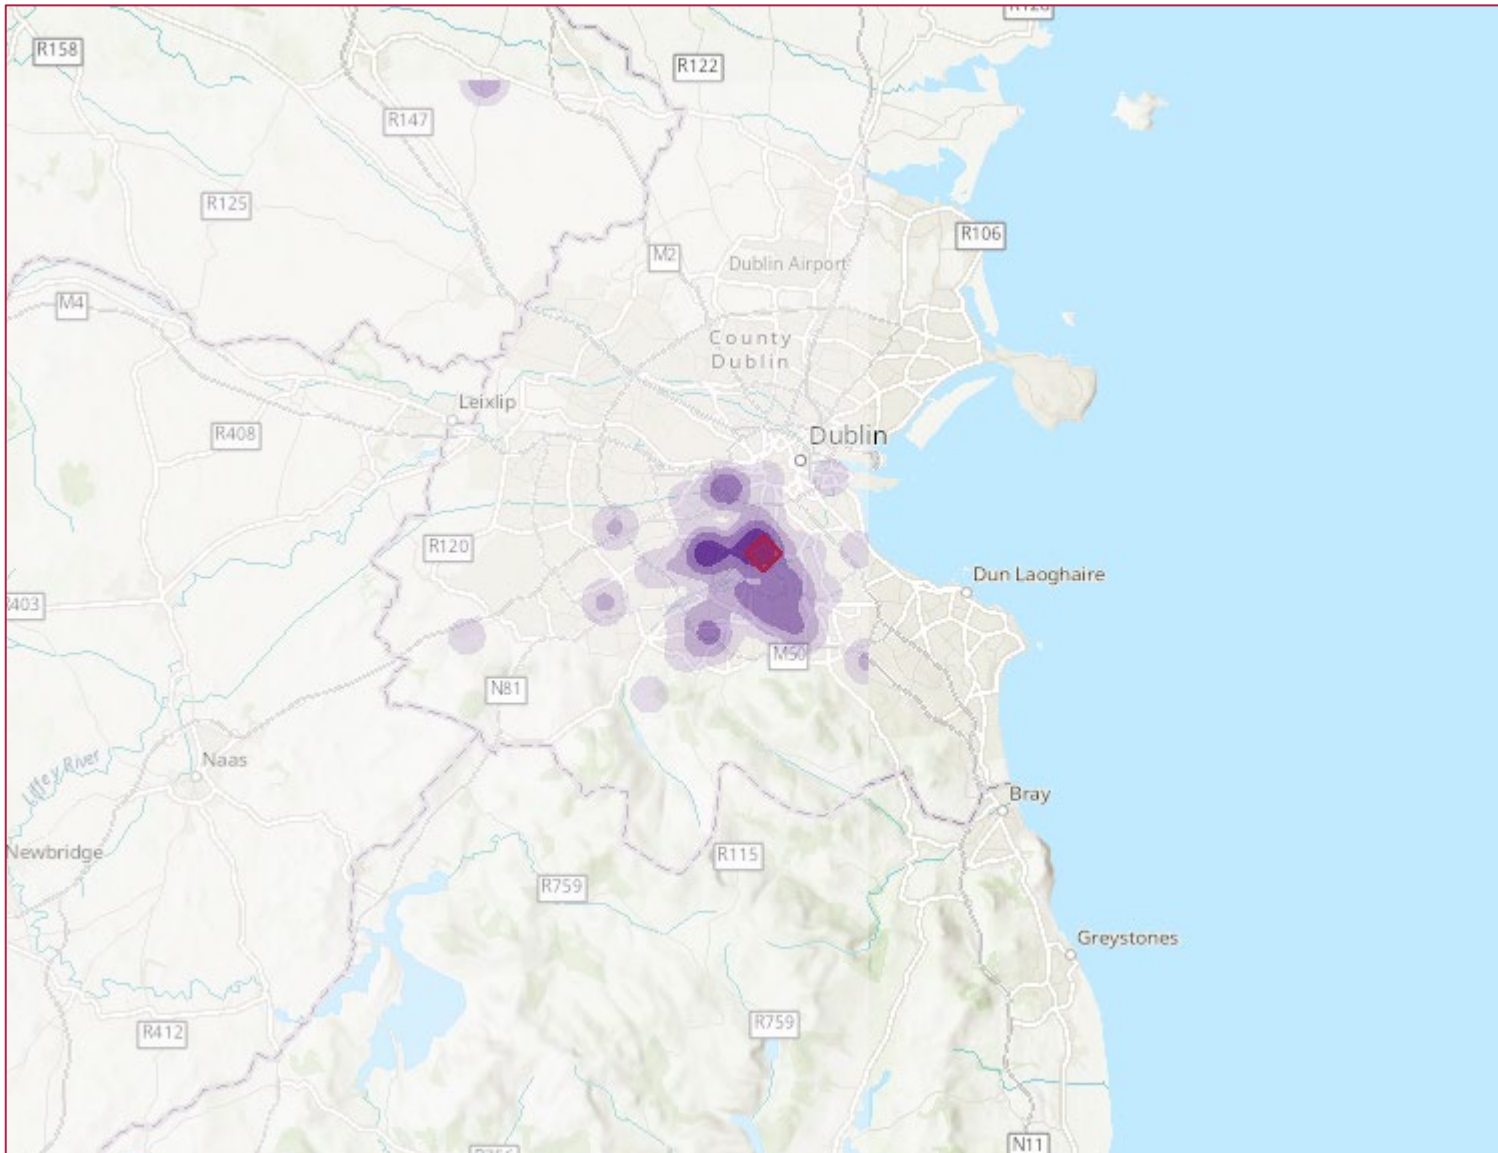 R158
R122
R147
R125
R106
M2
Dublin Airport
M4
County
Dublin
Leixlip
R408
Dublin
R120
Dun Laoghaire
M50
N81
Naas
Liffey River
Bray
Newbridge
R115
R759
Greystones
R759
R412
N11